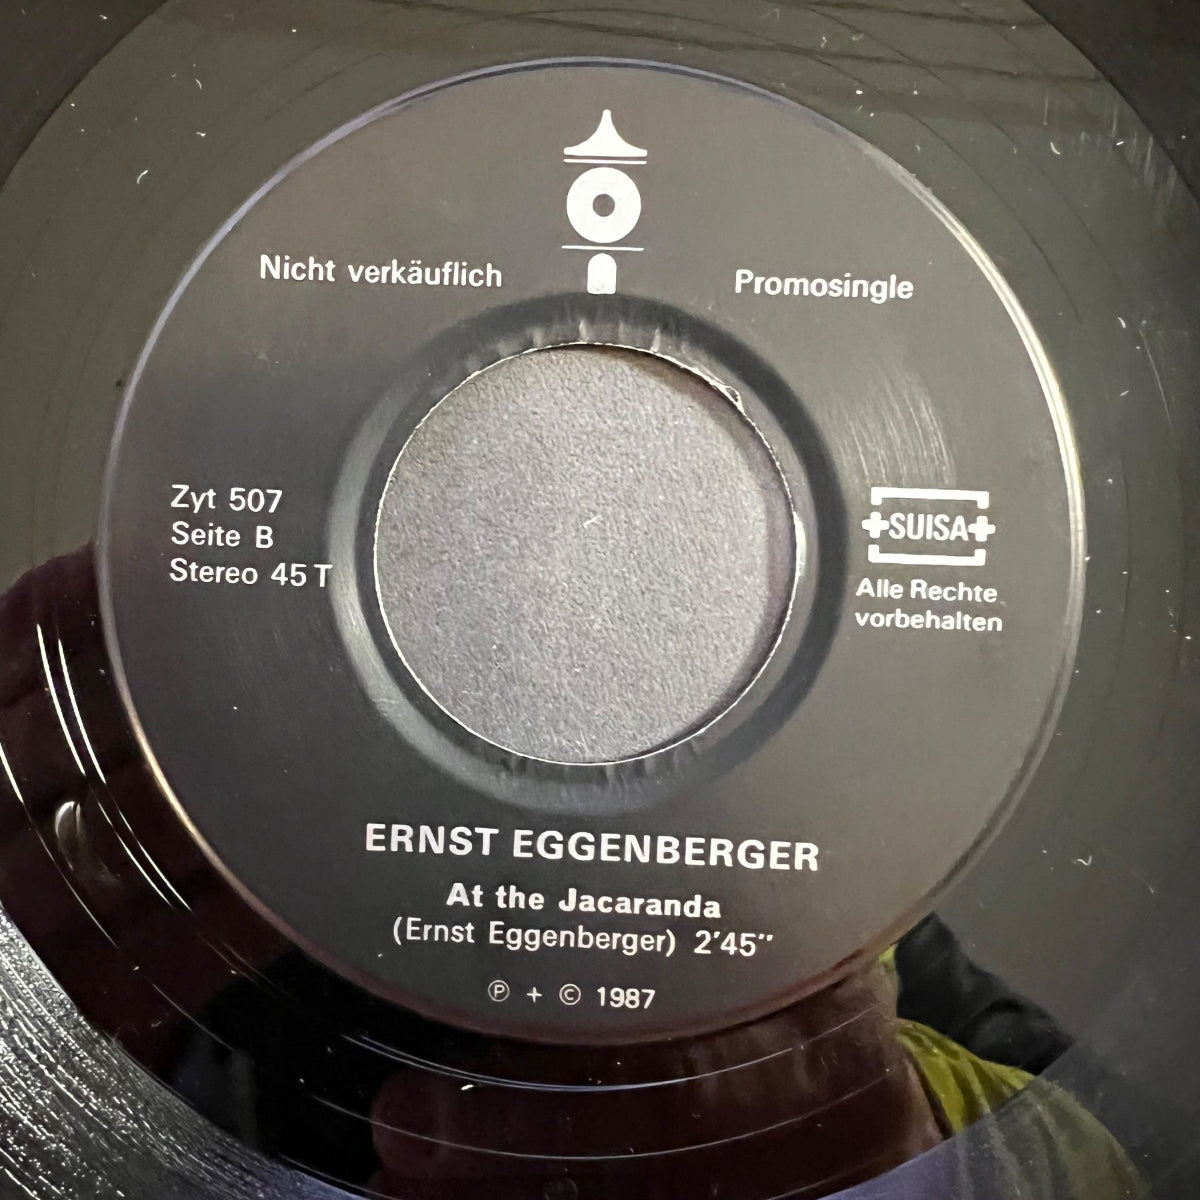 Nicht verkäuflich
Promosingle
Zyt 507
Seite B
Stereo 45 T
SUISA
Alle Rechte
vorbehalten
ERNST EGGENBERGER
At the Jacaranda
(Ernst Eggenberger) 2'45"
Ⓟ + © 1987